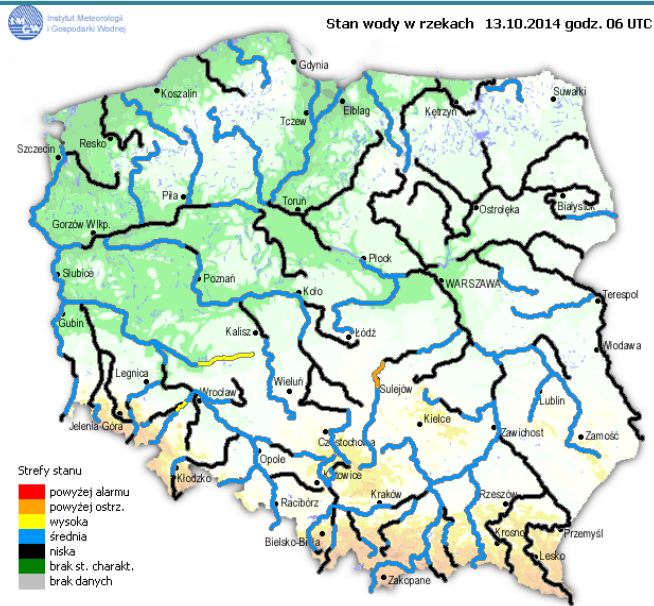 Instytut Meteorologii
i Gospodarki Wodnej
Stan wody w rzekach 13.10.2014 godz. 06 UTC
Gdynia
Koszalin
Suwałki
Tczew
Elbląg
Kętrzyn
Resko
Szczecin
Piła
Toruń
Ostrołęka
Białystok
Gorzów Wlkp.
Płock
Słubice
Poznań
Koło
WARSZAWA
Terespol
Gubin
Kalisz
Łódź
Włodawa
Legnica
Wrocław
Wieluń
Sulejów
Lublin
Jelenia Góra
Kielce
Częstochowa
Zawichost
Zamość
Opole
Kłodzko
Katowice
Racibórz
Kraków
Rzeszów
Bielsko-Biała
Krosno
Przemyśl
Lesko
Zakopane
Strefy stanu
powyżej alarmu
powyżej ostrz.
wysoka
średnia
niska
brak st. charakt.
brak danych